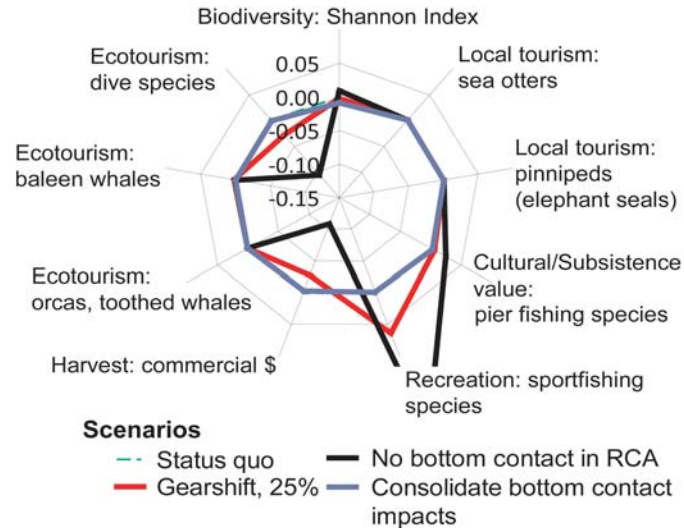 Biodiversity: Shannon Index
Ecotourism:
dive species
Local tourism:
sea otters
0.05
0.00
-0.05
-0.10
-0.15
Ecotourism:
baleen whales
Local tourism:
pinnipeds
(elephant seals)
Ecotourism:
orcas, toothed whales
Cultural/Subsistence
value:
pier fishing species
Harvest: commercial $
Recreation: sportfishing
species
Scenarios
Status quo
No bottom contact in RCA
Gearshift, 25%
Consolidate bottom contact
impacts